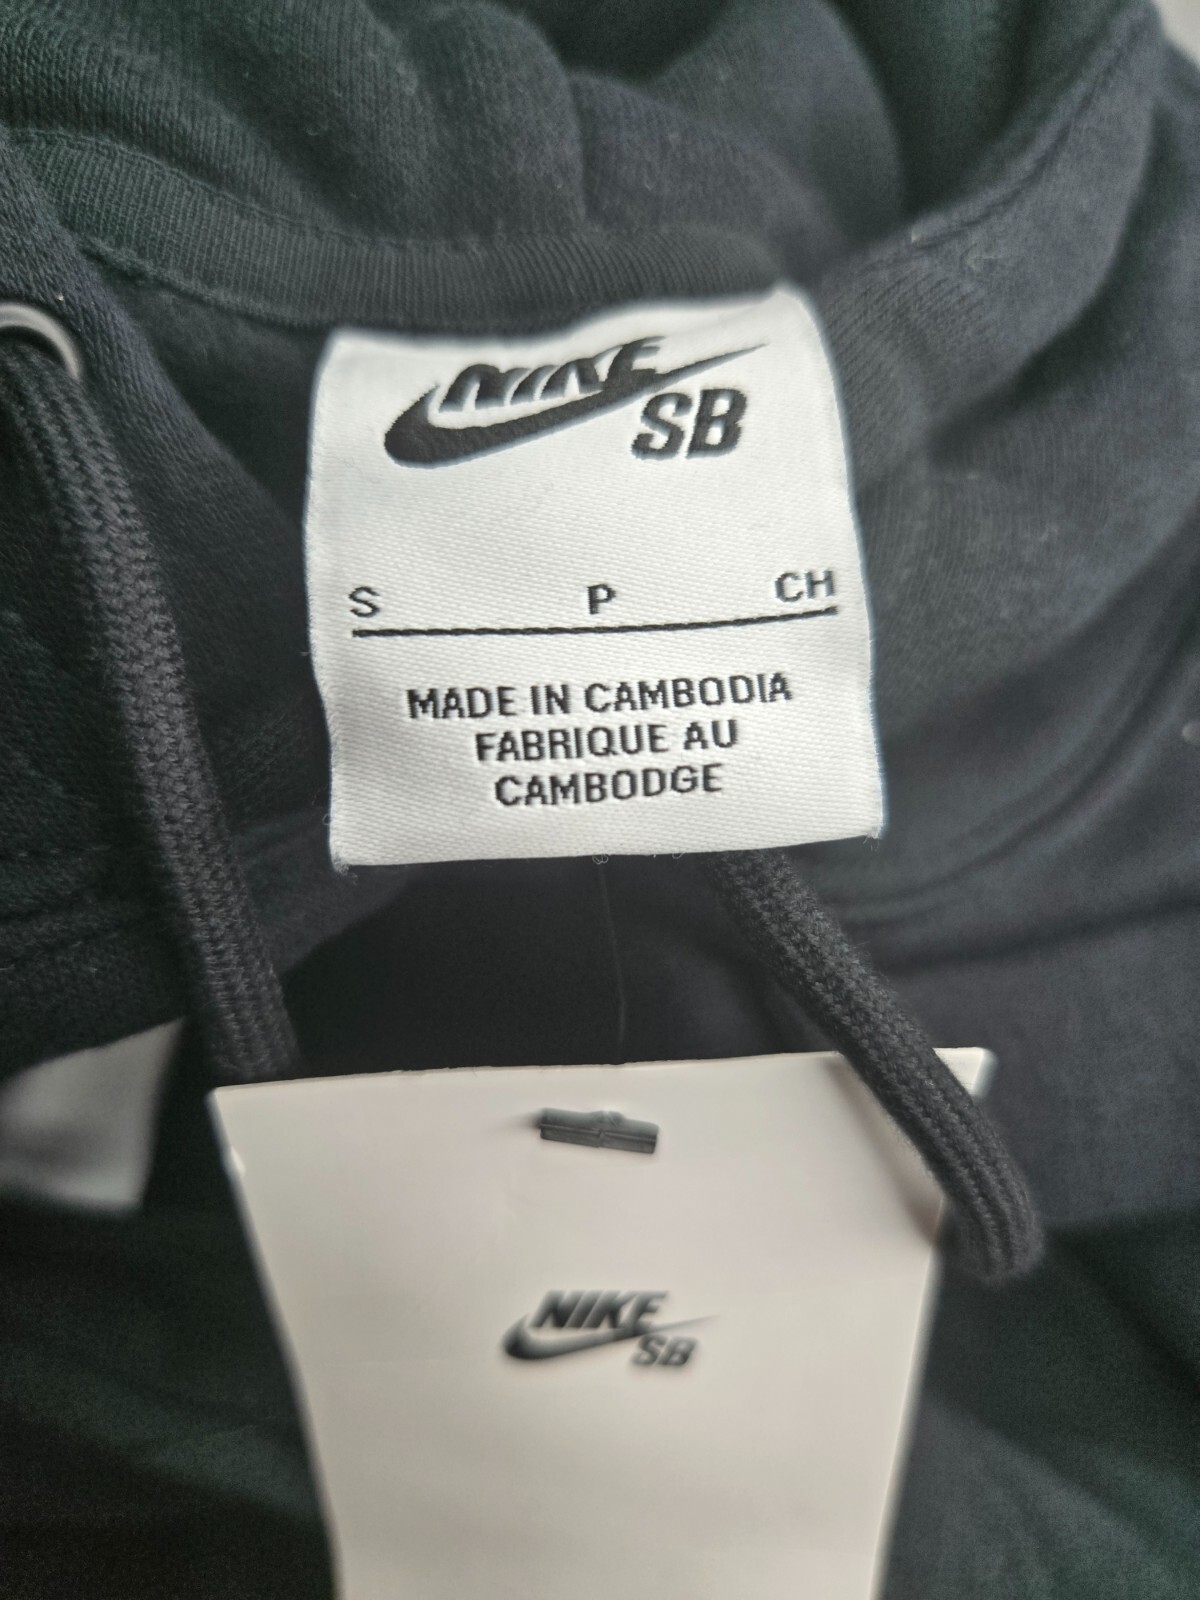 NIKE
SB
S P CH
MADE IN CAMBODIA
FABRIQUE AU
CAMBODGE
NIKE
SB